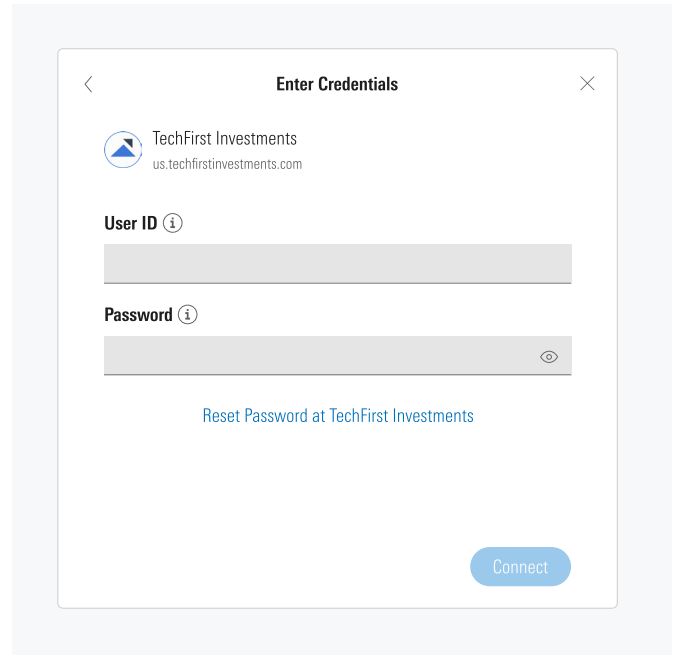 Enter Credentials
TechFirst Investments
us.techfirstinvestments.com
User ID
Password
Reset Password at TechFirst Investments
Connect